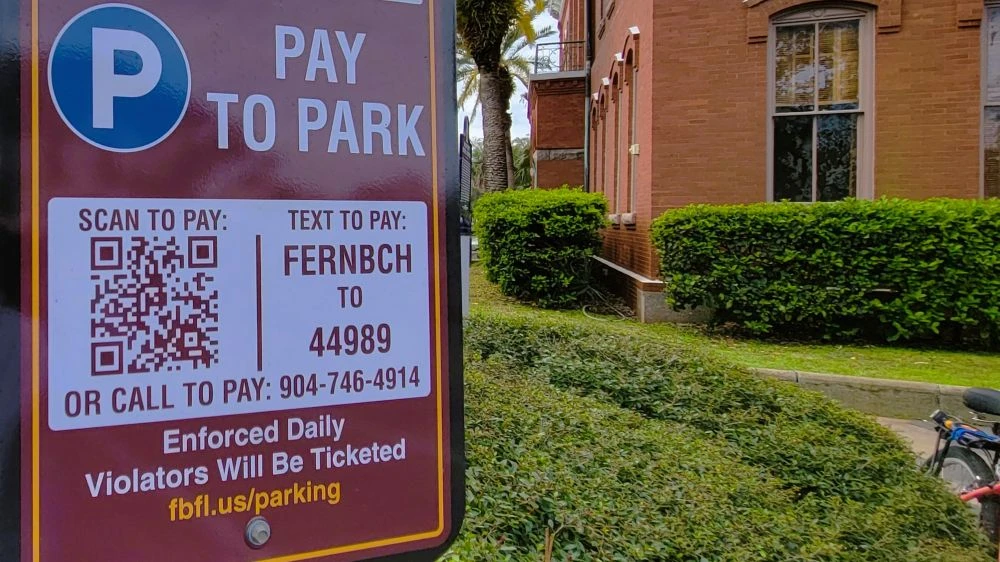 P
PAY
TO PARK
SCAN TO PAY:
TEXT TO PAY:
FERNBCH
TO
44989
OR CALL TO PAY: 904-746-4914
Enforced Daily
Violators Will Be Ticketed
fbfl.us/parking